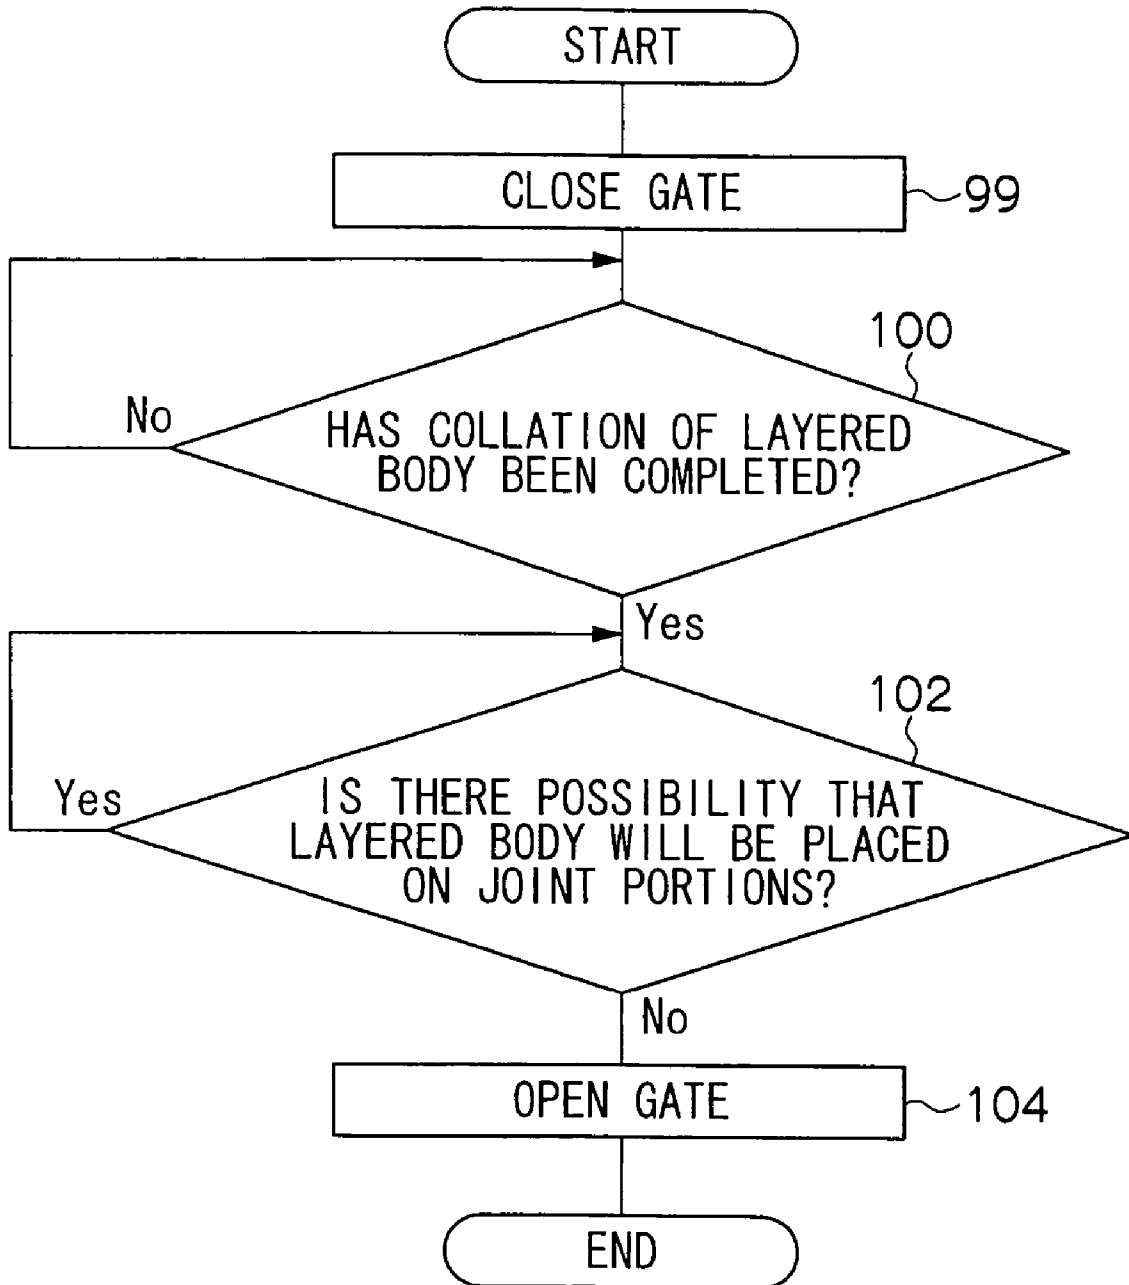 START
CLOSE GATE
99
100
No
HAS COLLATION OF LAYERED
BODY BEEN COMPLETED?
Yes
102
Yes
IS THERE POSSIBILITY THAT
LAYERED BODY WILL BE PLACED
ON JOINT PORTIONS?
No
OPEN GATE
104
END